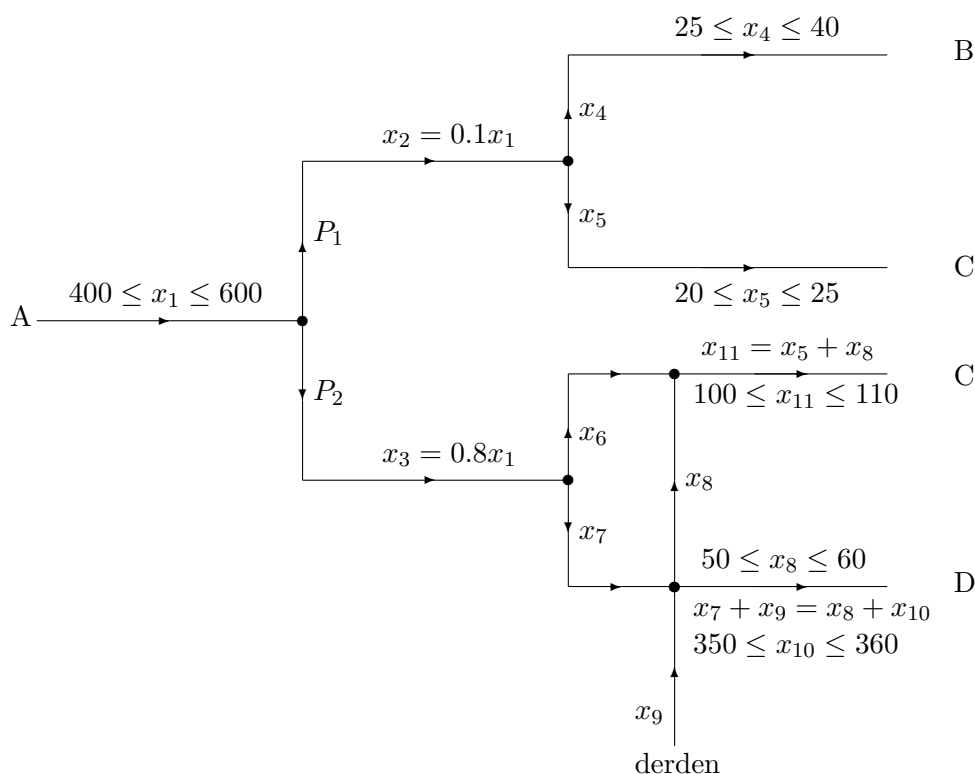 25 ≤ x₄ ≤ 40
B
x₄
x₂ = 0.1x₁
x₅
P₁
C
20 ≤ x₅ ≤ 25
400 ≤ x₁ ≤ 600
A
x₁₁ = x₅ + x₈
C
100 ≤ x₁₁ ≤ 110
P₂
x₆
x₃ = 0.8x₁
x₈
x₇
50 ≤ x₈ ≤ 60
D
x₇ + x₉ = x₈ + x₁₀
350 ≤ x₁₀ ≤ 360
x₉
derden